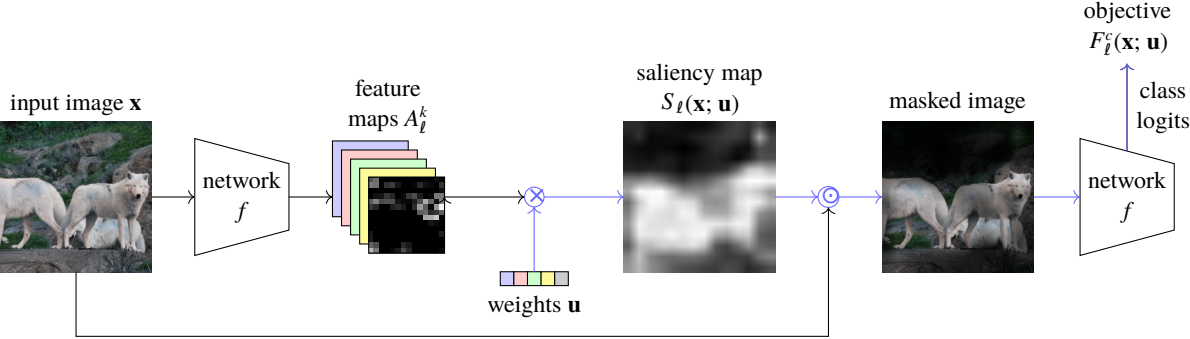 input image x
network
f
feature
maps A_ℓ^k
weights u
saliency map
S_ℓ(x; u)
masked image
network
f
class
logits
objective
F_ℓ^c(x; u)